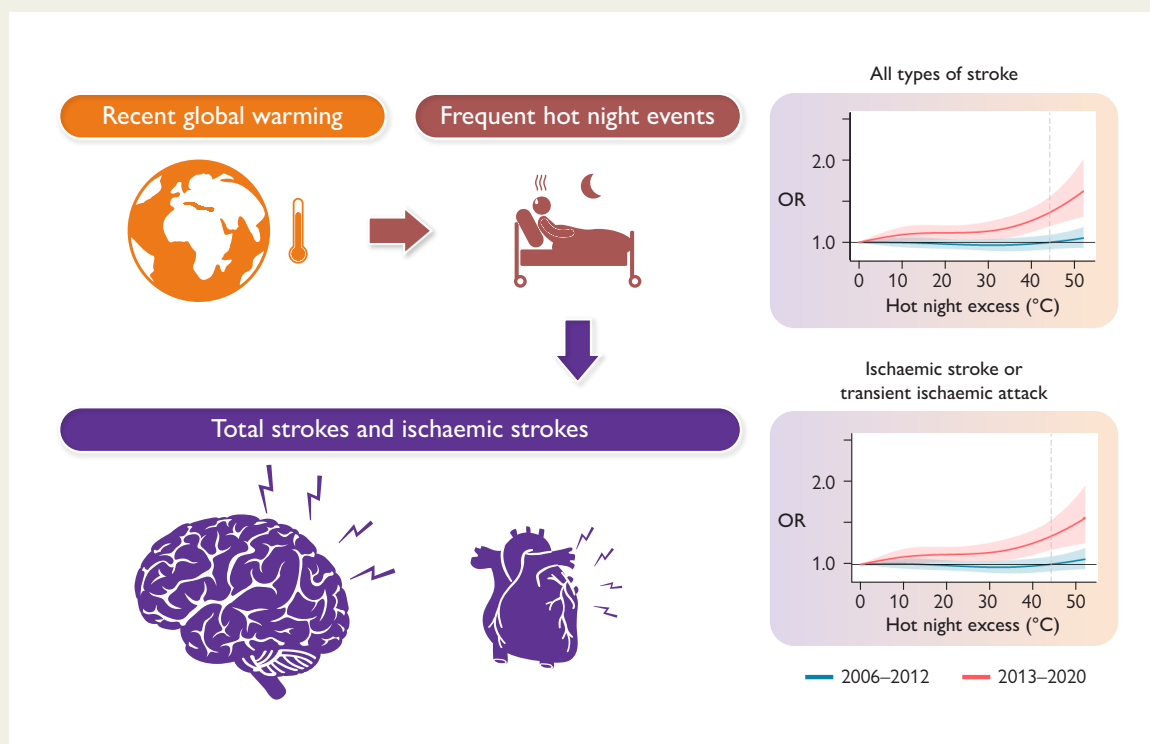 Recent global warming
Frequent hot night events
Total strokes and ischaemic strokes
All types of stroke
2.0
OR
1.0
0 10 20 30 40 50
Hot night excess (°C)
Ischaemic stroke or
transient ischaemic attack
2.0
OR
1.0
0 10 20 30 40 50
Hot night excess (°C)
2006–2012 2013–2020